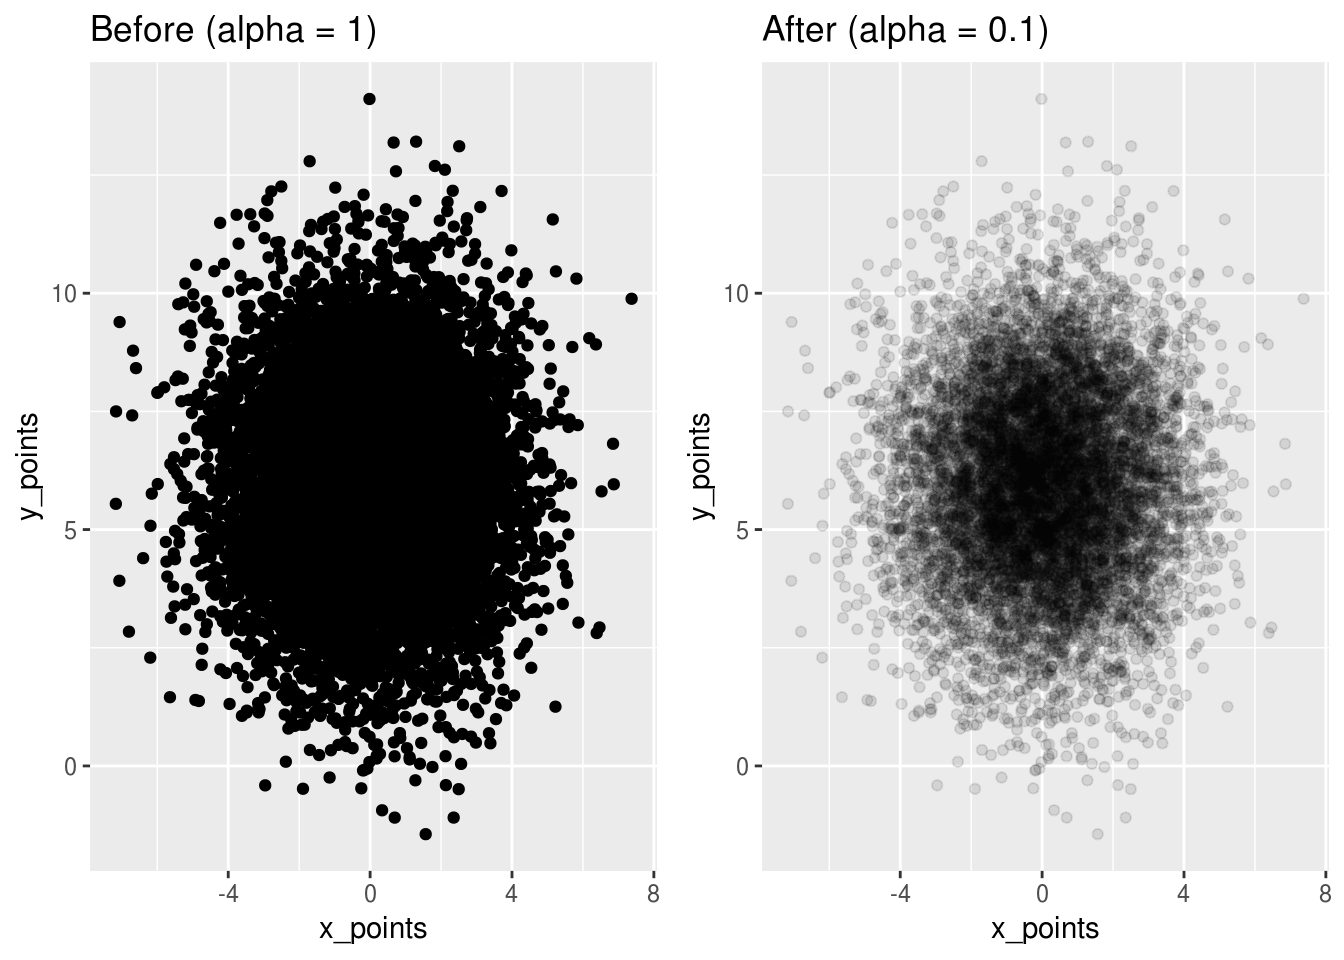 Before (alpha = 1)
10
5
0
y_points
-4 0 4 8
x_points
After (alpha = 0.1)
10
5
0
y_points
-4 0 4 8
x_points